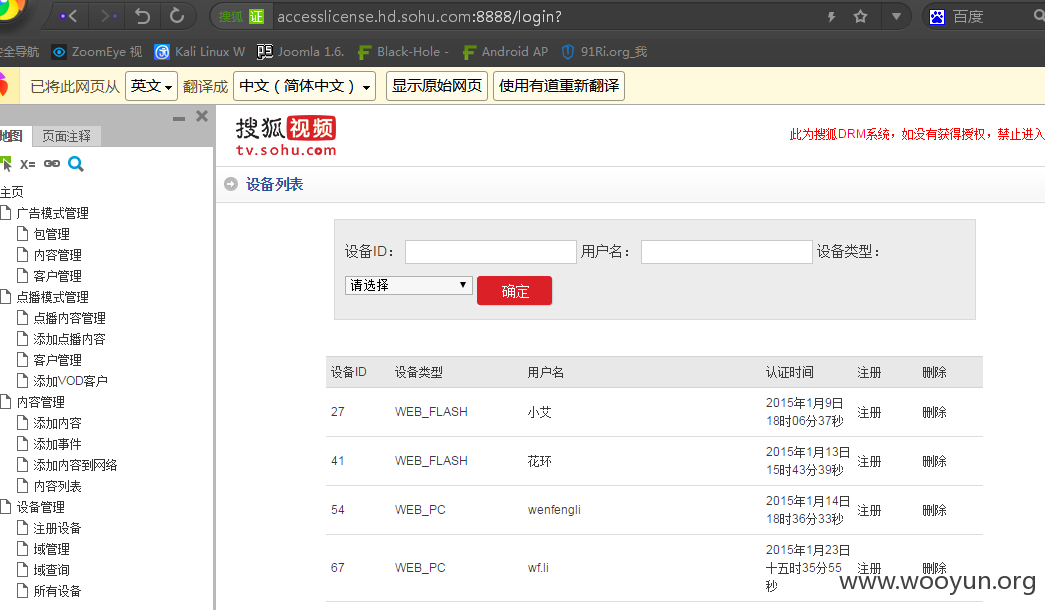 搜狐 证 accesslicense.hd.sohu.com:8888/login? 百度
安全导航 ZoomEye 视 Kali Linux W Joomla 1.6. Black-Hole - Android AP 91Ri.org_我
已将此网页从 英文 翻译成 中文（简体中文） 显示原始网页 使用有道重新翻译
地图 页面注释
X=
主页
广告模式管理
包管理
内容管理
客户管理
点播模式管理
点播内容管理
添加点播内容
客户管理
添加VOD客户
内容管理
添加内容
添加事件
添加内容到网络
内容列表
设备管理
注册设备
域管理
域查询
所有设备
搜狐视频
tv.sohu.com
此为搜狐DRM系统，如没有获得授权，禁止进入
设备列表
设备ID： 用户名： 设备类型：
请选择 确定
设备ID 设备类型 用户名 认证时间 注册 删除
27 WEB_FLASH 小艾 2015年1月9日 18时06分37秒 注册 删除
41 WEB_FLASH 花环 2015年1月13日 15时43分39秒 注册 删除
54 WEB_PC wenfengli 2015年1月14日 18时36分33秒 注册 删除
67 WEB_PC wf.li 2015年1月23日 十五时35分55秒 注册 删除
www.wooyun.org